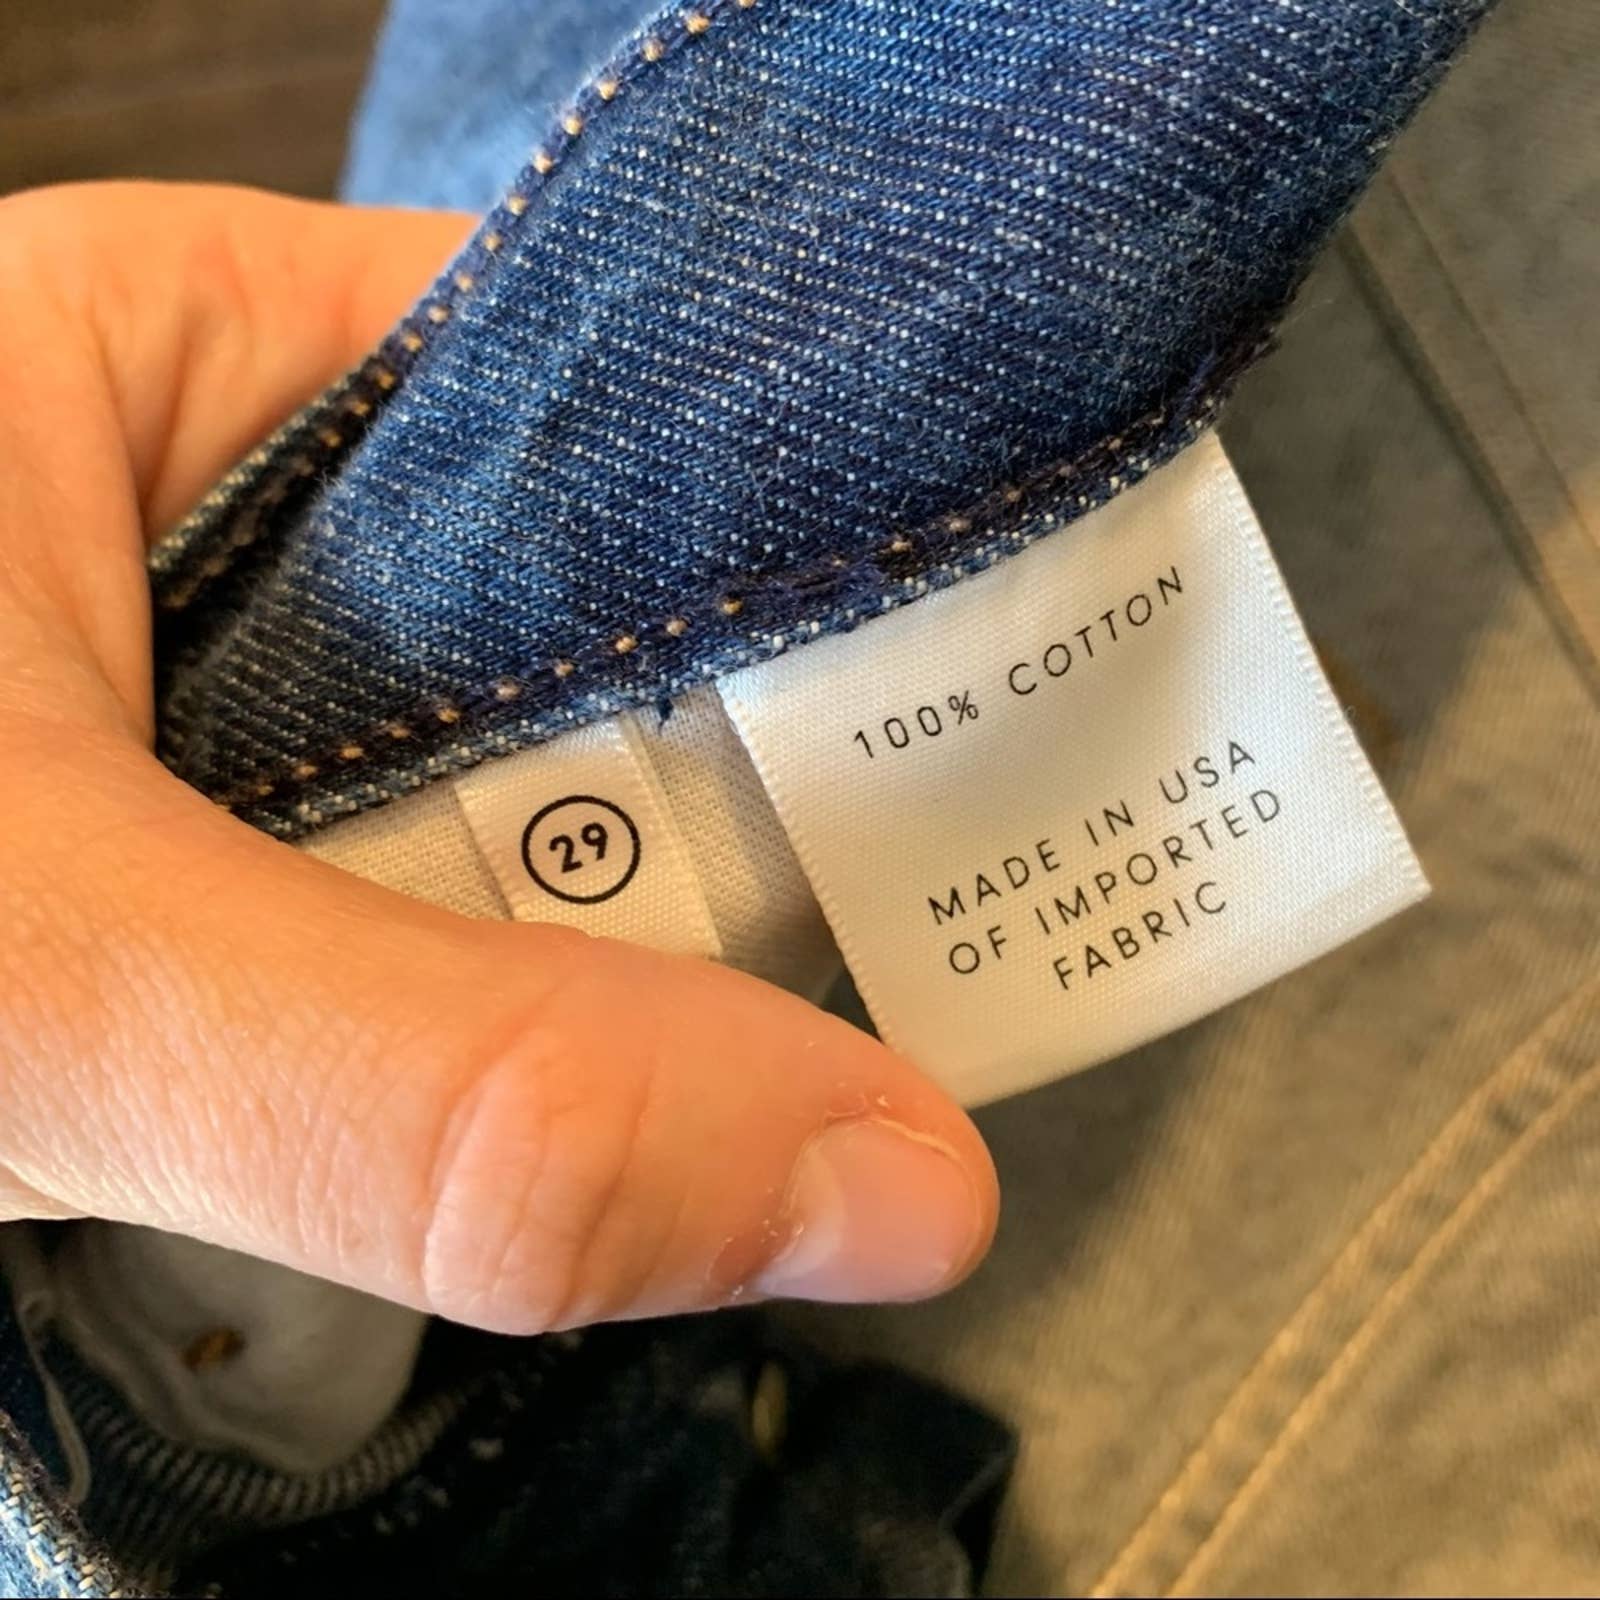 100% COTTON
MADE IN USA
OF IMPORTED
FABRIC
29